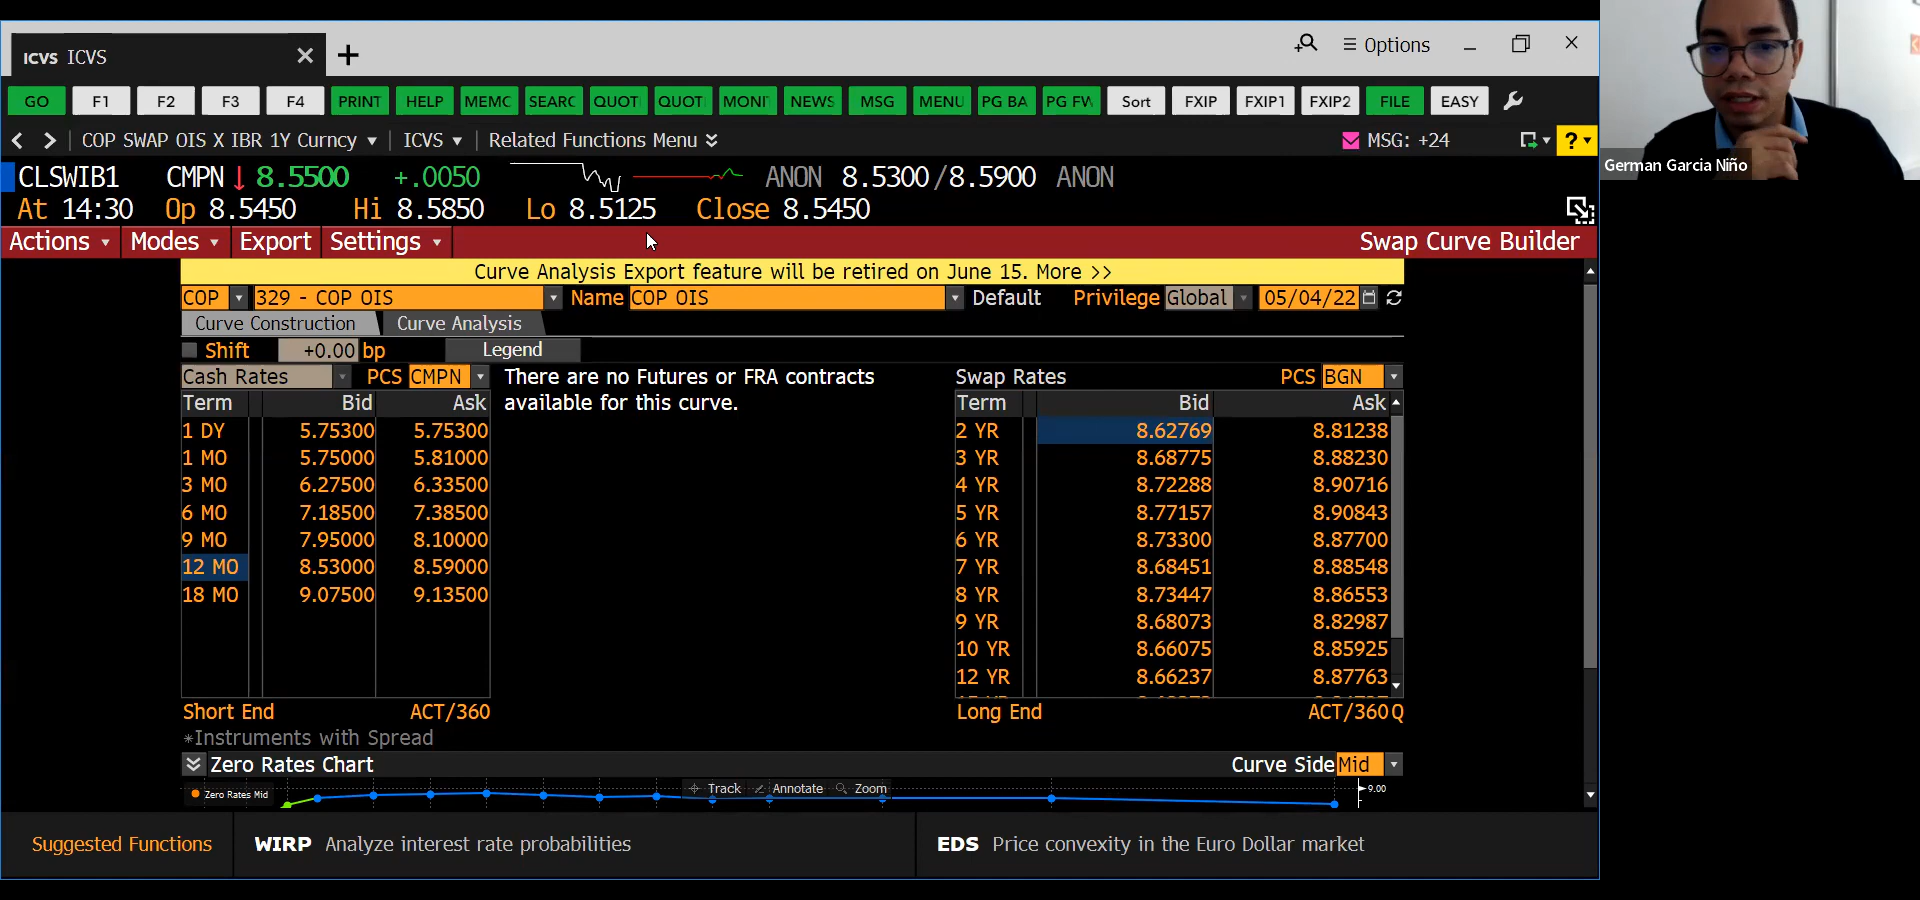 ICVS ICVS
Options
GO F1 F2 F3 F4 PRINT HELP MEMC SEARC QUOT QUOT MONI NEWS MSG MENU PG BA PG FW Sort FXIP FXIP1 FXIP2 FILE EASY
COP SWAP OIS X IBR 1Y Curncy ICVS Related Functions Menu MSG: +24 ?
CLSWIB1 CMPN ↓ 8.5500 +.0050 ANON 8.5300/8.5900 ANON
German Garcia Niño
At 14:30 Op 8.5450 Hi 8.5850 Lo 8.5125 Close 8.5450
Actions Modes Export Settings Swap Curve Builder
Curve Analysis Export feature will be retired on June 15. More >>
COP 329 - COP OIS Name COP OIS Default Privilege Global 05/04/22
Curve Construction Curve Analysis
Shift +0.00 bp Legend
Cash Rates PCS CMPN There are no Futures or FRA contracts Swap Rates PCS BGN
Term Bid Ask available for this curve. Term Bid Ask
1 DY 5.75300 5.75300 2 YR 8.62769 8.81238
1 MO 5.75000 5.81000 3 YR 8.68775 8.88230
3 MO 6.27500 6.33500 4 YR 8.72288 8.90716
6 MO 7.18500 7.38500 5 YR 8.77157 8.90843
9 MO 7.95000 8.10000 6 YR 8.73300 8.87700
12 MO 8.53000 8.59000 7 YR 8.68451 8.88548
18 MO 9.07500 9.13500 8 YR 8.73447 8.86553
9 YR 8.68073 8.82987
10 YR 8.66075 8.85925
12 YR 8.66237 8.87763
Short End ACT/360 Long End ACT/360 Q
*Instruments with Spread
Zero Rates Chart Curve Side Mid
Zero Rates Mid Track Annotate Zoom 9.00
Suggested Functions WIRP Analyze interest rate probabilities EDS Price convexity in the Euro Dollar market